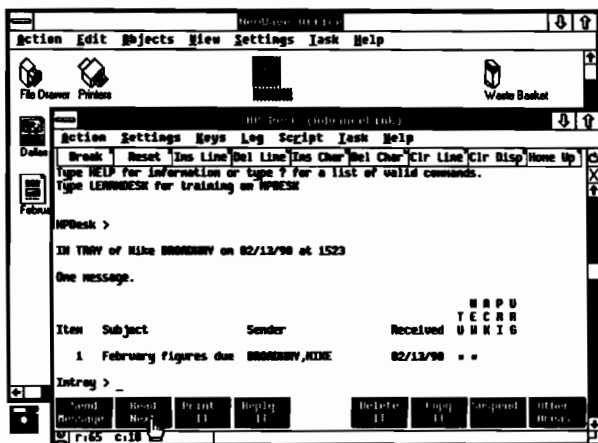 NewWave Office
Action Edit Objects View Settings Task Help
File Drawer Printers Waste Basket
HP Desk (AdvanceLink)
Action Settings Keys Log Script Task Help
Dallas
Break Reset Ins Line Del Line Ins Char Del Char Clr Line Clr Disp Home Up
Type HELP for information or type ? for a list of valid commands.
Type LEARNDESK for training on HPDESK
Februa
HPDesk >
IN TRAY of Mike BROADWAY on 02/13/90 at 1523
One message.
N A P U
T E C R R
Item Subject Sender Received U W K I G
1 February figures due BROADWAY,MIKE 02/13/90 * *
Intray > _
Send Message Read Next Print [] Reply [] Delete [] Copy [] Suspend Other Areas
r:65 c:10